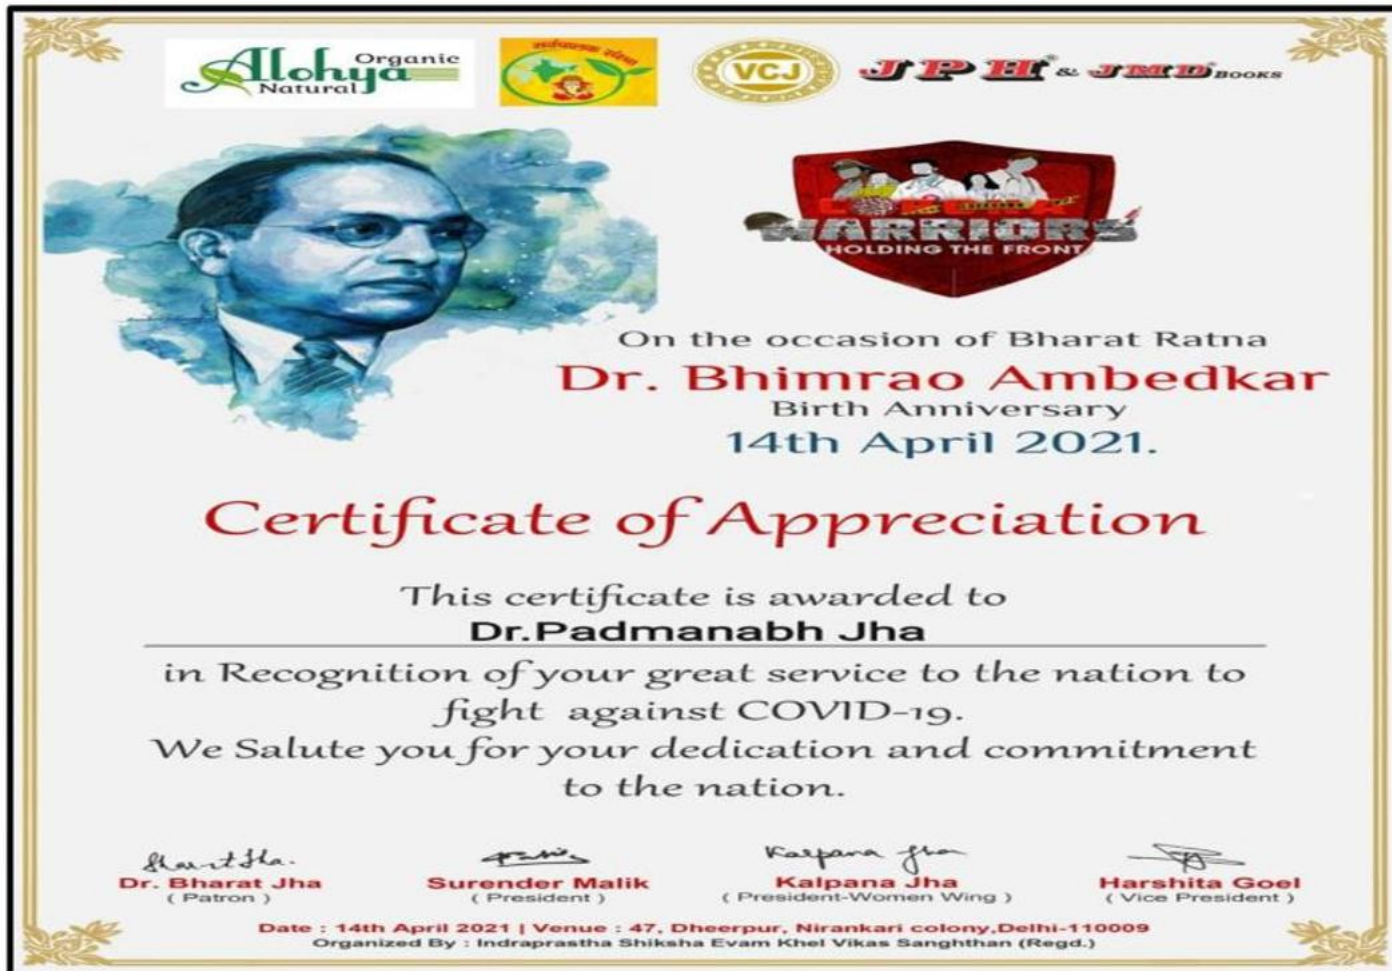 Alohya Organic
Natural
सर्वपालक संस्था
VCJ
JPH & JMD BOOKS
WARRIORS
HOLDING THE FRONT
On the occasion of Bharat Ratna
Dr. Bhimrao Ambedkar
Birth Anniversary
14th April 2021.
Certificate of Appreciation
This certificate is awarded to
Dr.Padmanabh Jha
in Recognition of your great service to the nation to
fight against COVID-19.
We Salute you for your dedication and commitment
to the nation.
Kalpana Jha
Dr. Bharat Jha Surender Malik Kalpana Jha Harshita Goel
( Patron ) ( President ) ( President-Women Wing ) ( Vice President )
Date : 14th April 2021 | Venue : 47, Dheerpur, Nirankari colony,Delhi-110009
Organized By : Indraprastha Shiksha Evam Khel Vikas Sanghthan (Regd.)